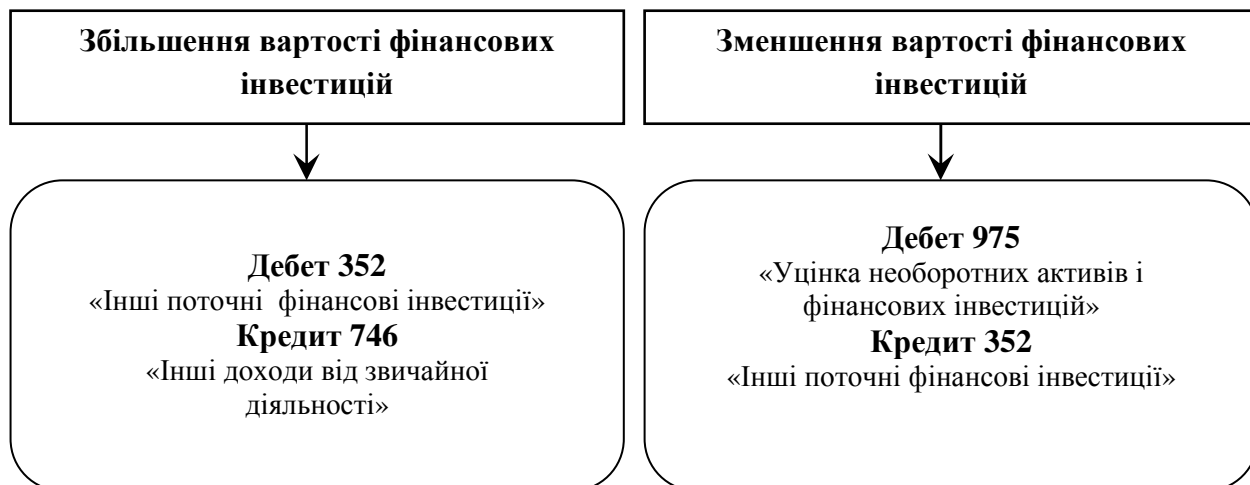 Збільшення вартості фінансових
інвестицій
Дебет 352
«Інші поточні фінансові інвестиції»
Кредит 746
«Інші доходи від звичайної
діяльності»
Зменшення вартості фінансових
інвестицій
Дебет 975
«Уцінка необоротних активів і
фінансових інвестицій»
Кредит 352
«Інші поточні фінансові інвестиції»